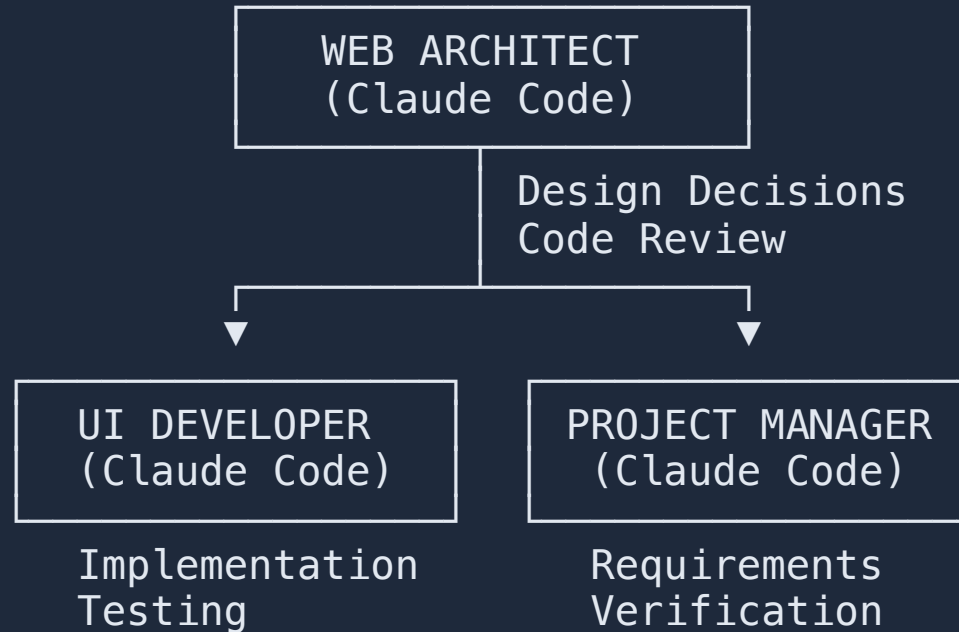 WEB ARCHITECT
(Claude Code)
Design Decisions
Code Review
UI DEVELOPER
(Claude Code)
Implementation
Testing
PROJECT MANAGER
(Claude Code)
Requirements
Verification